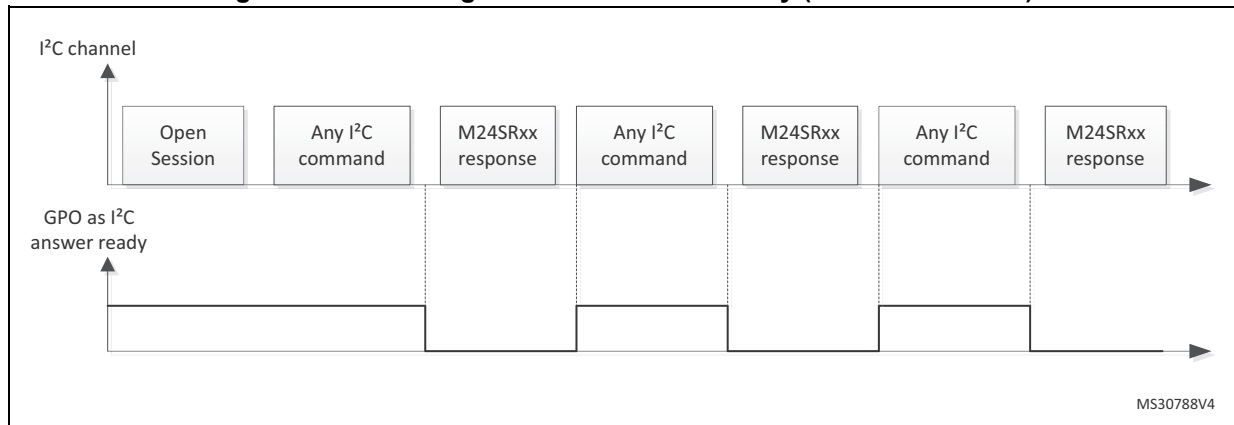 I²C channel
Open
Session
Any I²C
command
M24SRxx
response
Any I²C
command
M24SRxx
response
Any I²C
command
M24SRxx
response
GPO as I²C
answer ready
MS30788V4